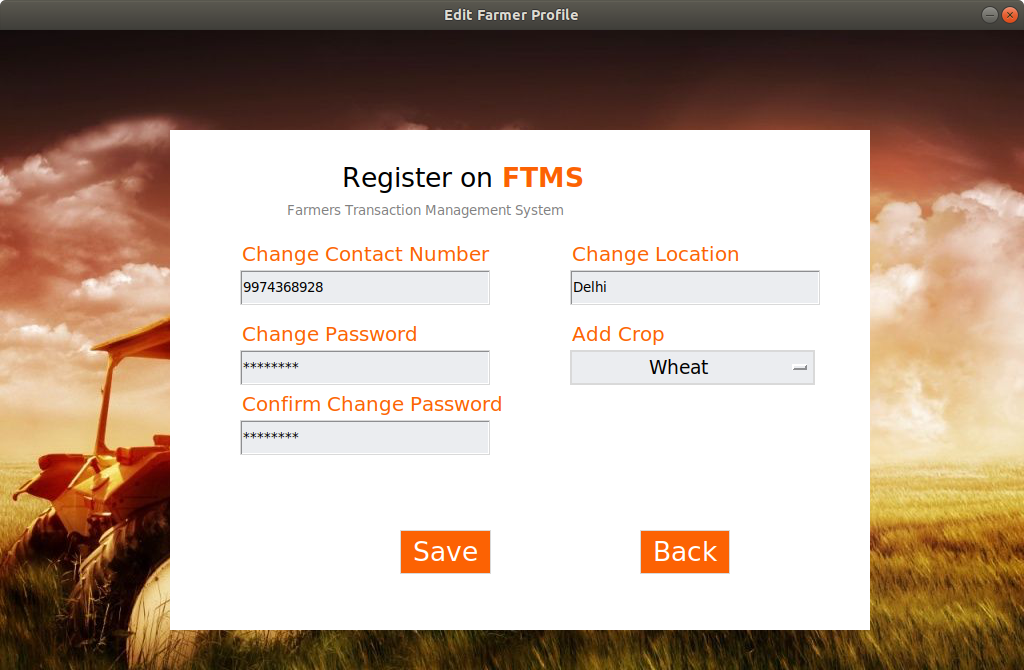 Edit Farmer Profile
Register on FTMS
Farmers Transaction Management System
Change Contact Number
9974368928
Change Location
Delhi
Change Password
********
Add Crop
Wheat
Confirm Change Password
********
Save
Back